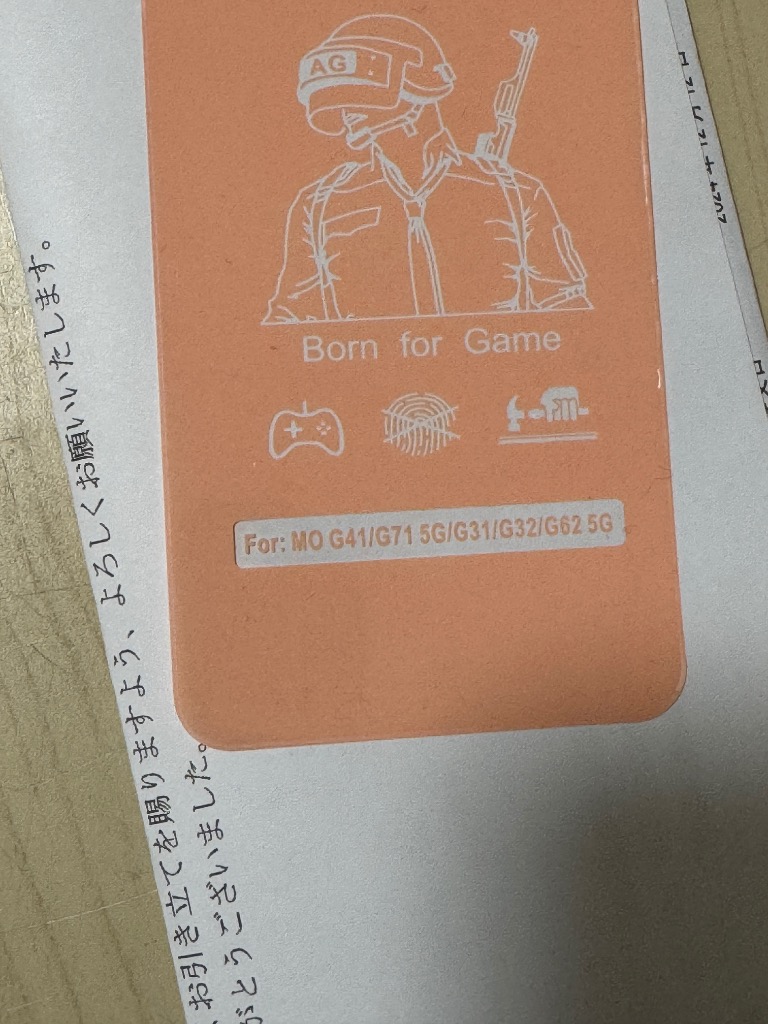 AG
Born for Game
For: MO G41/G71 5G/G31/G32/G62 5G
お引き立てを賜りますよう、よろしくお願いいたします。
がとうございました。